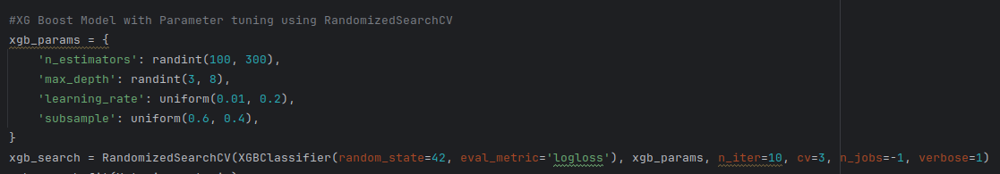 #XG Boost Model with Parameter tuning using RandomizedSearchCV
xgb_params = {
    'n_estimators': randint(100, 300),
    'max_depth': randint(3, 8),
    'learning_rate': uniform(0.01, 0.2),
    'subsample': uniform(0.6, 0.4),
}
xgb_search = RandomizedSearchCV(XGBClassifier(random_state=42, eval_metric='logloss'), xgb_params, n_iter=10, cv=3, n_jobs=-1, verbose=1)